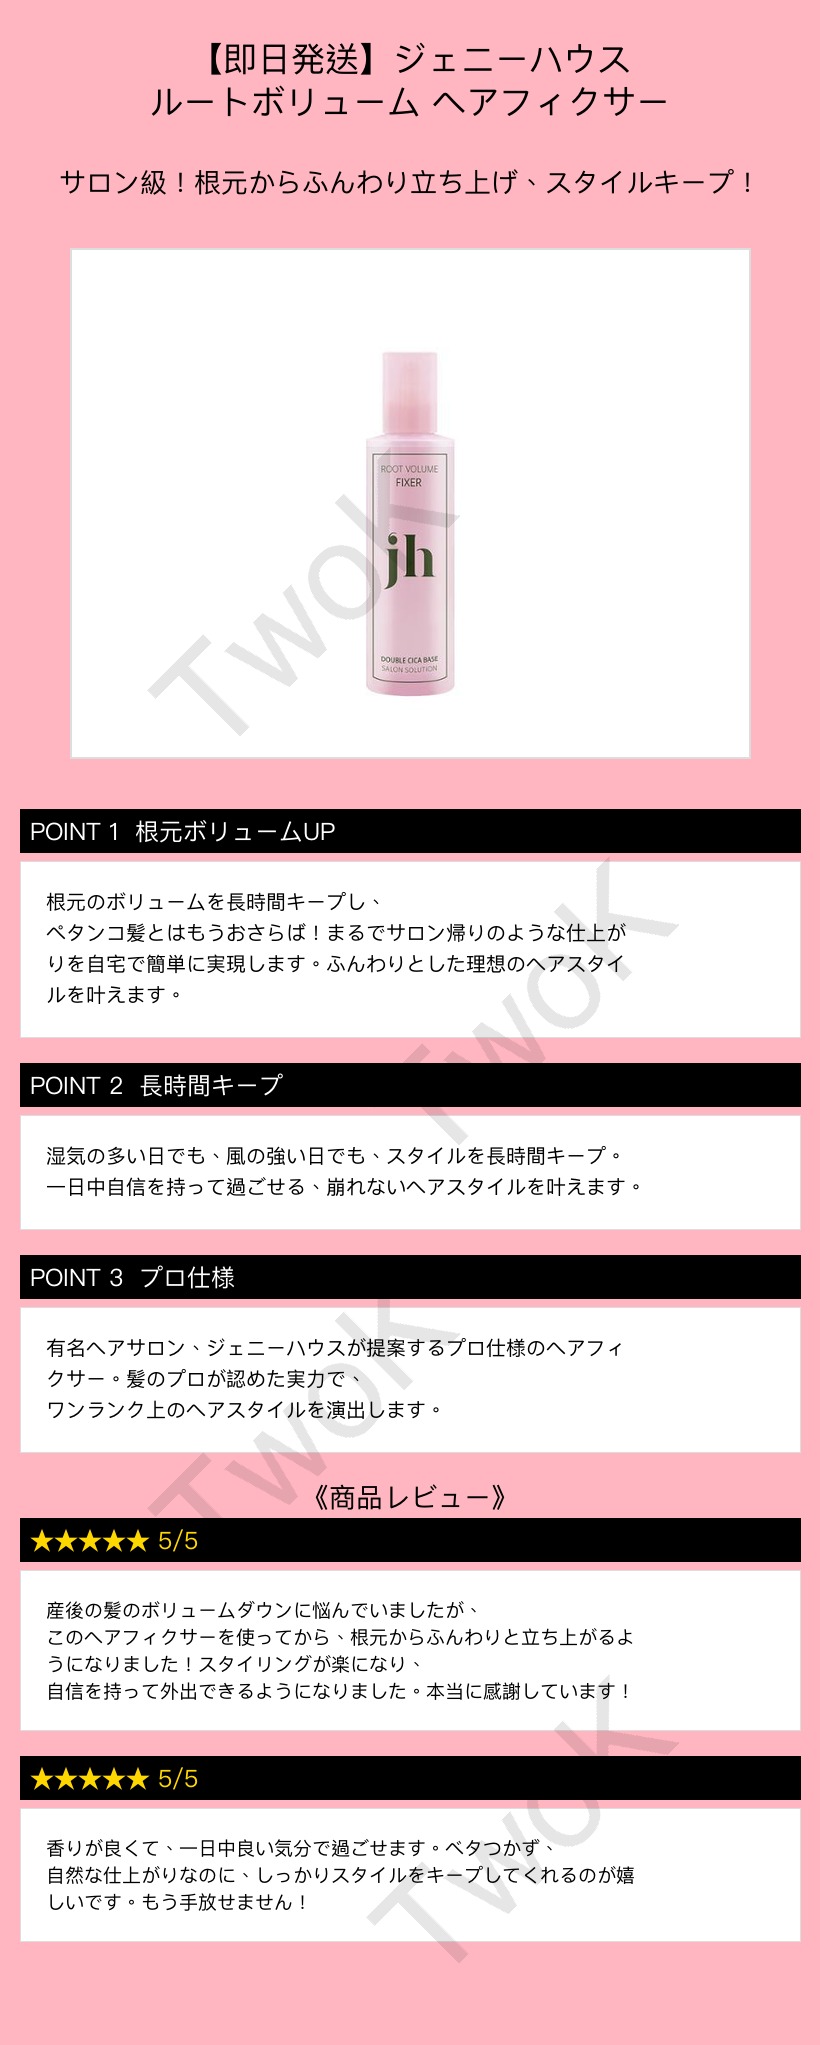 【即日発送】ジェニーハウス
ルートボリューム ヘアフィクサー
サロン級！根元からふんわり立ち上げ、スタイルキープ！
ROOT VOLUME
FIXER
jh
DOUBLE CICA BASE
SALON SOLUTION
TwoK
POINT 1 根元ボリュームUP
根元のボリュームを長時間キープし、
ペタンコ髪とはもうおさらば！まるでサロン帰りのような仕上が
りを自宅で簡単に実現します。ふんわりとした理想のヘアスタイ
ルを叶えます。
TwoK
POINT 2 長時間キープ
湿気の多い日でも、風の強い日でも、スタイルを長時間キープ。
一日中自信を持って過ごせる、崩れないヘアスタイルを叶えます。
POINT 3 プロ仕様
有名ヘアサロン、ジェニーハウスが提案するプロ仕様のヘアフィ
クサー。髪のプロが認めた実力で、
ワンランク上のヘアスタイルを演出します。
TwoK
《商品レビュー》
★★★★★ 5/5
産後の髪のボリュームダウンに悩んでいましたが、
このヘアフィクサーを使ってから、根元からふんわりと立ち上がるよ
うになりました！スタイリングが楽になり、
自信を持って外出できるようになりました。本当に感謝しています！
★★★★★ 5/5
香りが良くて、一日中良い気分で過ごせます。ベタつかず、
自然な仕上がりなのに、しっかりスタイルをキープしてくれるのが嬉
しいです。もう手放せません！
TwoK